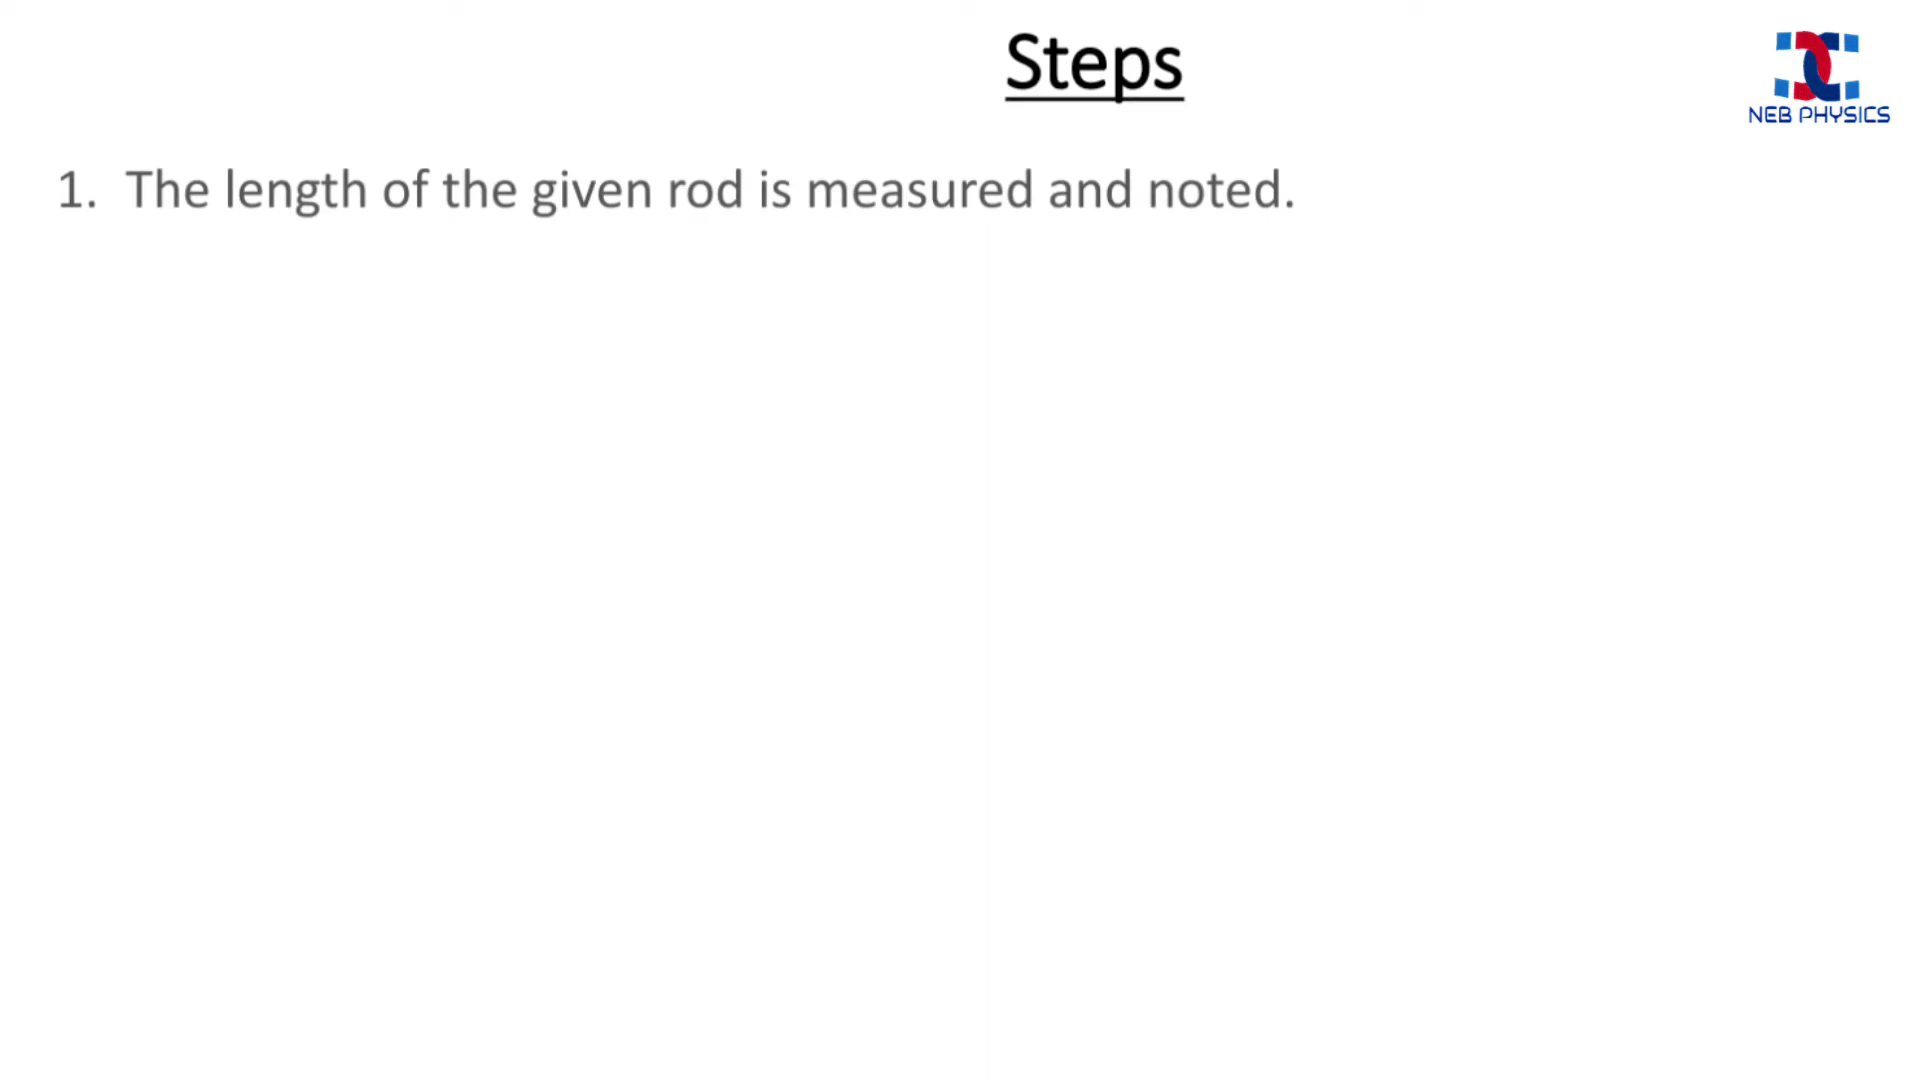 Steps
NEB PHYSICS
1. The length of the given rod is measured and noted.